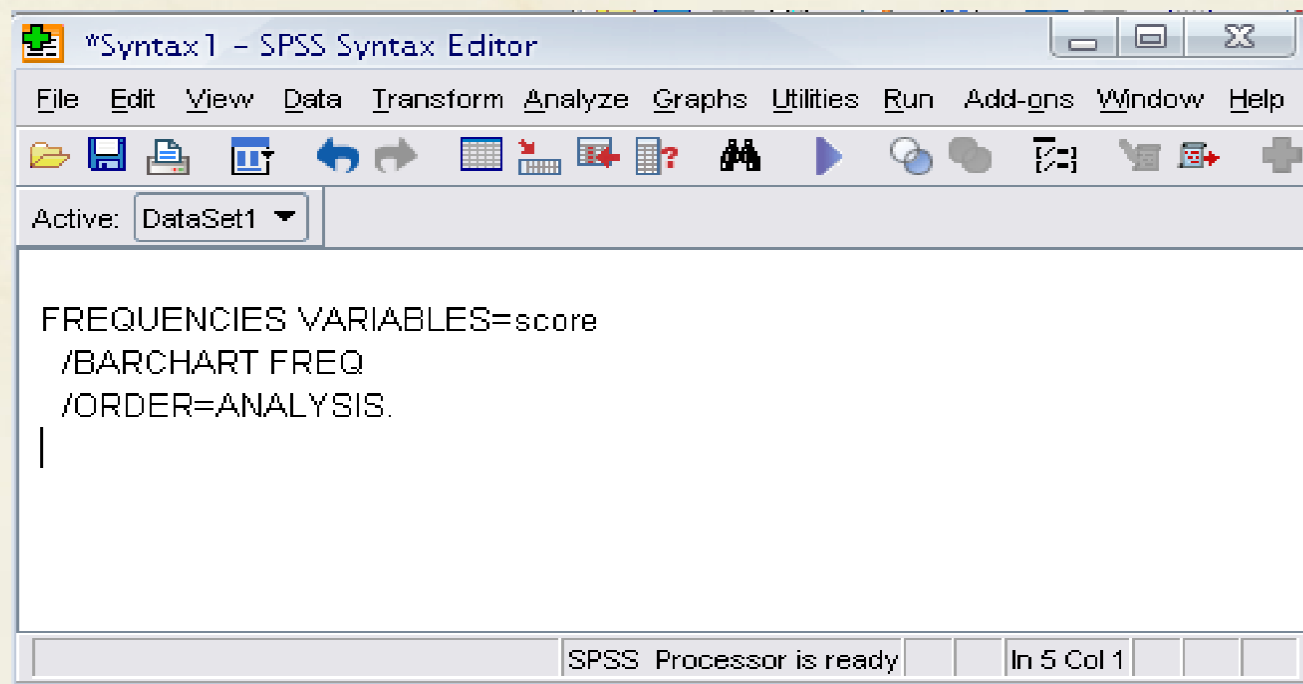 *Syntax1 - SPSS Syntax Editor
File Edit View Data Transform Analyze Graphs Utilities Run Add-ons Window Help
Active: DataSet1
FREQUENCIES VARIABLES=score
/BARCHART FREQ
/ORDER=ANALYSIS.
SPSS Processor is ready In 5 Col 1